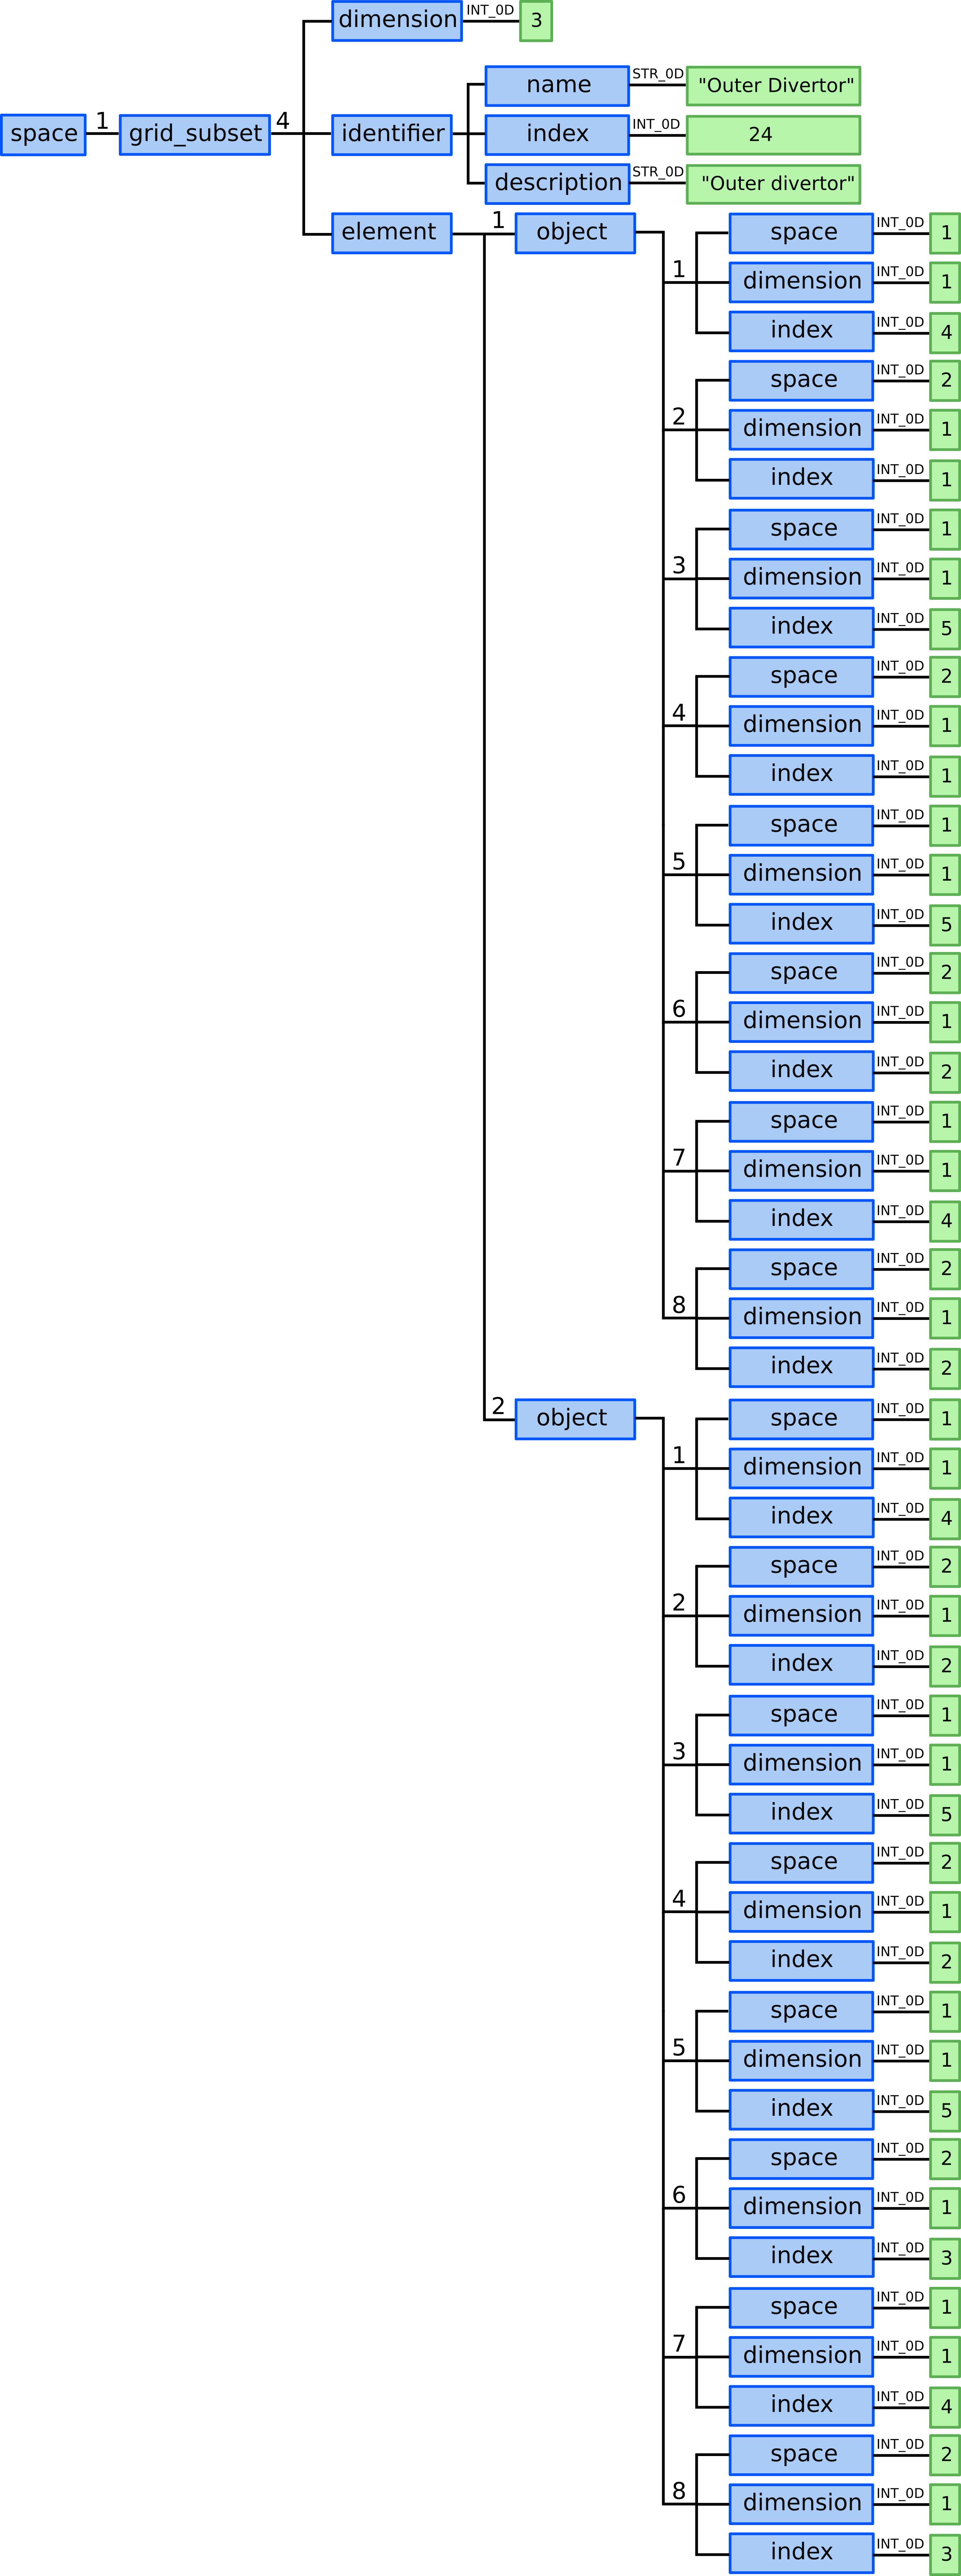 dimension INT_0D 3
name STR_0D "Outer Divertor"
space 1 grid_subset 4 identifier index INT_0D 24
description STR_0D "Outer divertor"
element 1 object space INT_0D 1
1 dimension INT_0D 1
index INT_0D 4
space INT_0D 2
2 dimension INT_0D 1
index INT_0D 1
space INT_0D 1
3 dimension INT_0D 1
index INT_0D 5
space INT_0D 2
4 dimension INT_0D 1
index INT_0D 1
space INT_0D 1
5 dimension INT_0D 1
index INT_0D 5
space INT_0D 2
6 dimension INT_0D 1
index INT_0D 2
space INT_0D 1
7 dimension INT_0D 1
index INT_0D 4
space INT_0D 2
8 dimension INT_0D 1
index INT_0D 2
2 object space INT_0D 1
1 dimension INT_0D 1
index INT_0D 4
space INT_0D 2
2 dimension INT_0D 1
index INT_0D 2
space INT_0D 1
3 dimension INT_0D 1
index INT_0D 5
space INT_0D 2
4 dimension INT_0D 1
index INT_0D 2
space INT_0D 1
5 dimension INT_0D 1
index INT_0D 5
space INT_0D 2
6 dimension INT_0D 1
index INT_0D 3
space INT_0D 1
7 dimension INT_0D 1
index INT_0D 4
space INT_0D 2
8 dimension INT_0D 1
index INT_0D 3